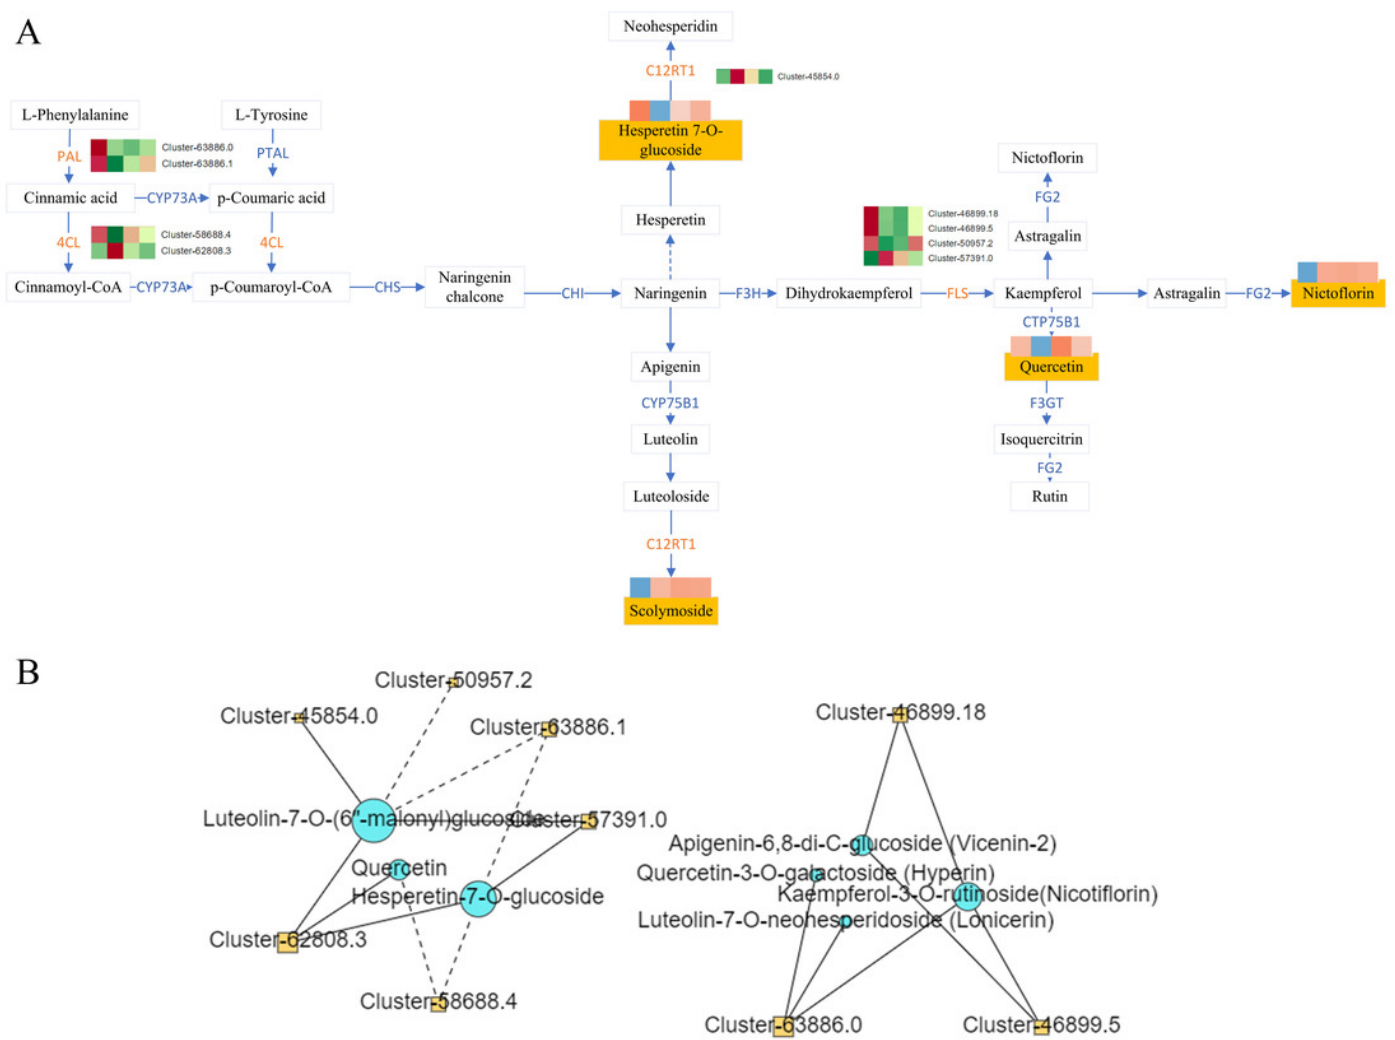 A
Neohesperidin
C12RT1
Cluster-45854.0
L-Phenylalanine
L-Tyrosine
Hesperetin 7-O-
glucoside
PAL
Cluster-63886.0
Cluster-63886.1
PTAL
Nictoflorin
FG2
Cinnamic acid
CYP73A
p-Coumaric acid
Hesperetin
Cluster-46899.18
Cluster-46899.5
Cluster-50957.2
Cluster-57391.0
Astragalin
4CL
Cluster-58688.4
Cluster-62808.3
4CL
Cinnamoyl-CoA
CYP73A
p-Coumaroyl-CoA
CHS
Naringenin
chalcone
CHI
Naringenin
F3H
Dihydrokaempferol
FLS
Kaempferol
Astragalin
FG2
Nictoflorin
CTP75B1
Apigenin
Quercetin
CYP75B1
F3GT
Luteolin
Isoquercitrin
FG2
Luteoloside
Rutin
C12RT1
Scolymoside
B
Cluster-50957.2
Cluster-45854.0
Cluster-63886.1
Luteolin-7-O-(6"-malonyl)glucoside
Cluster-57391.0
Quercetin
Hesperetin-7-O-glucoside
Cluster-62808.3
Cluster-58688.4
Cluster-46899.18
Apigenin-6,8-di-C-glucoside (Vicenin-2)
Quercetin-3-O-galactoside (Hyperin)
Kaempferol-3-O-rutinoside(Nicotiflorin)
Luteolin-7-O-neohesperidoside (Lonicerin)
Cluster-63886.0
Cluster-46899.5